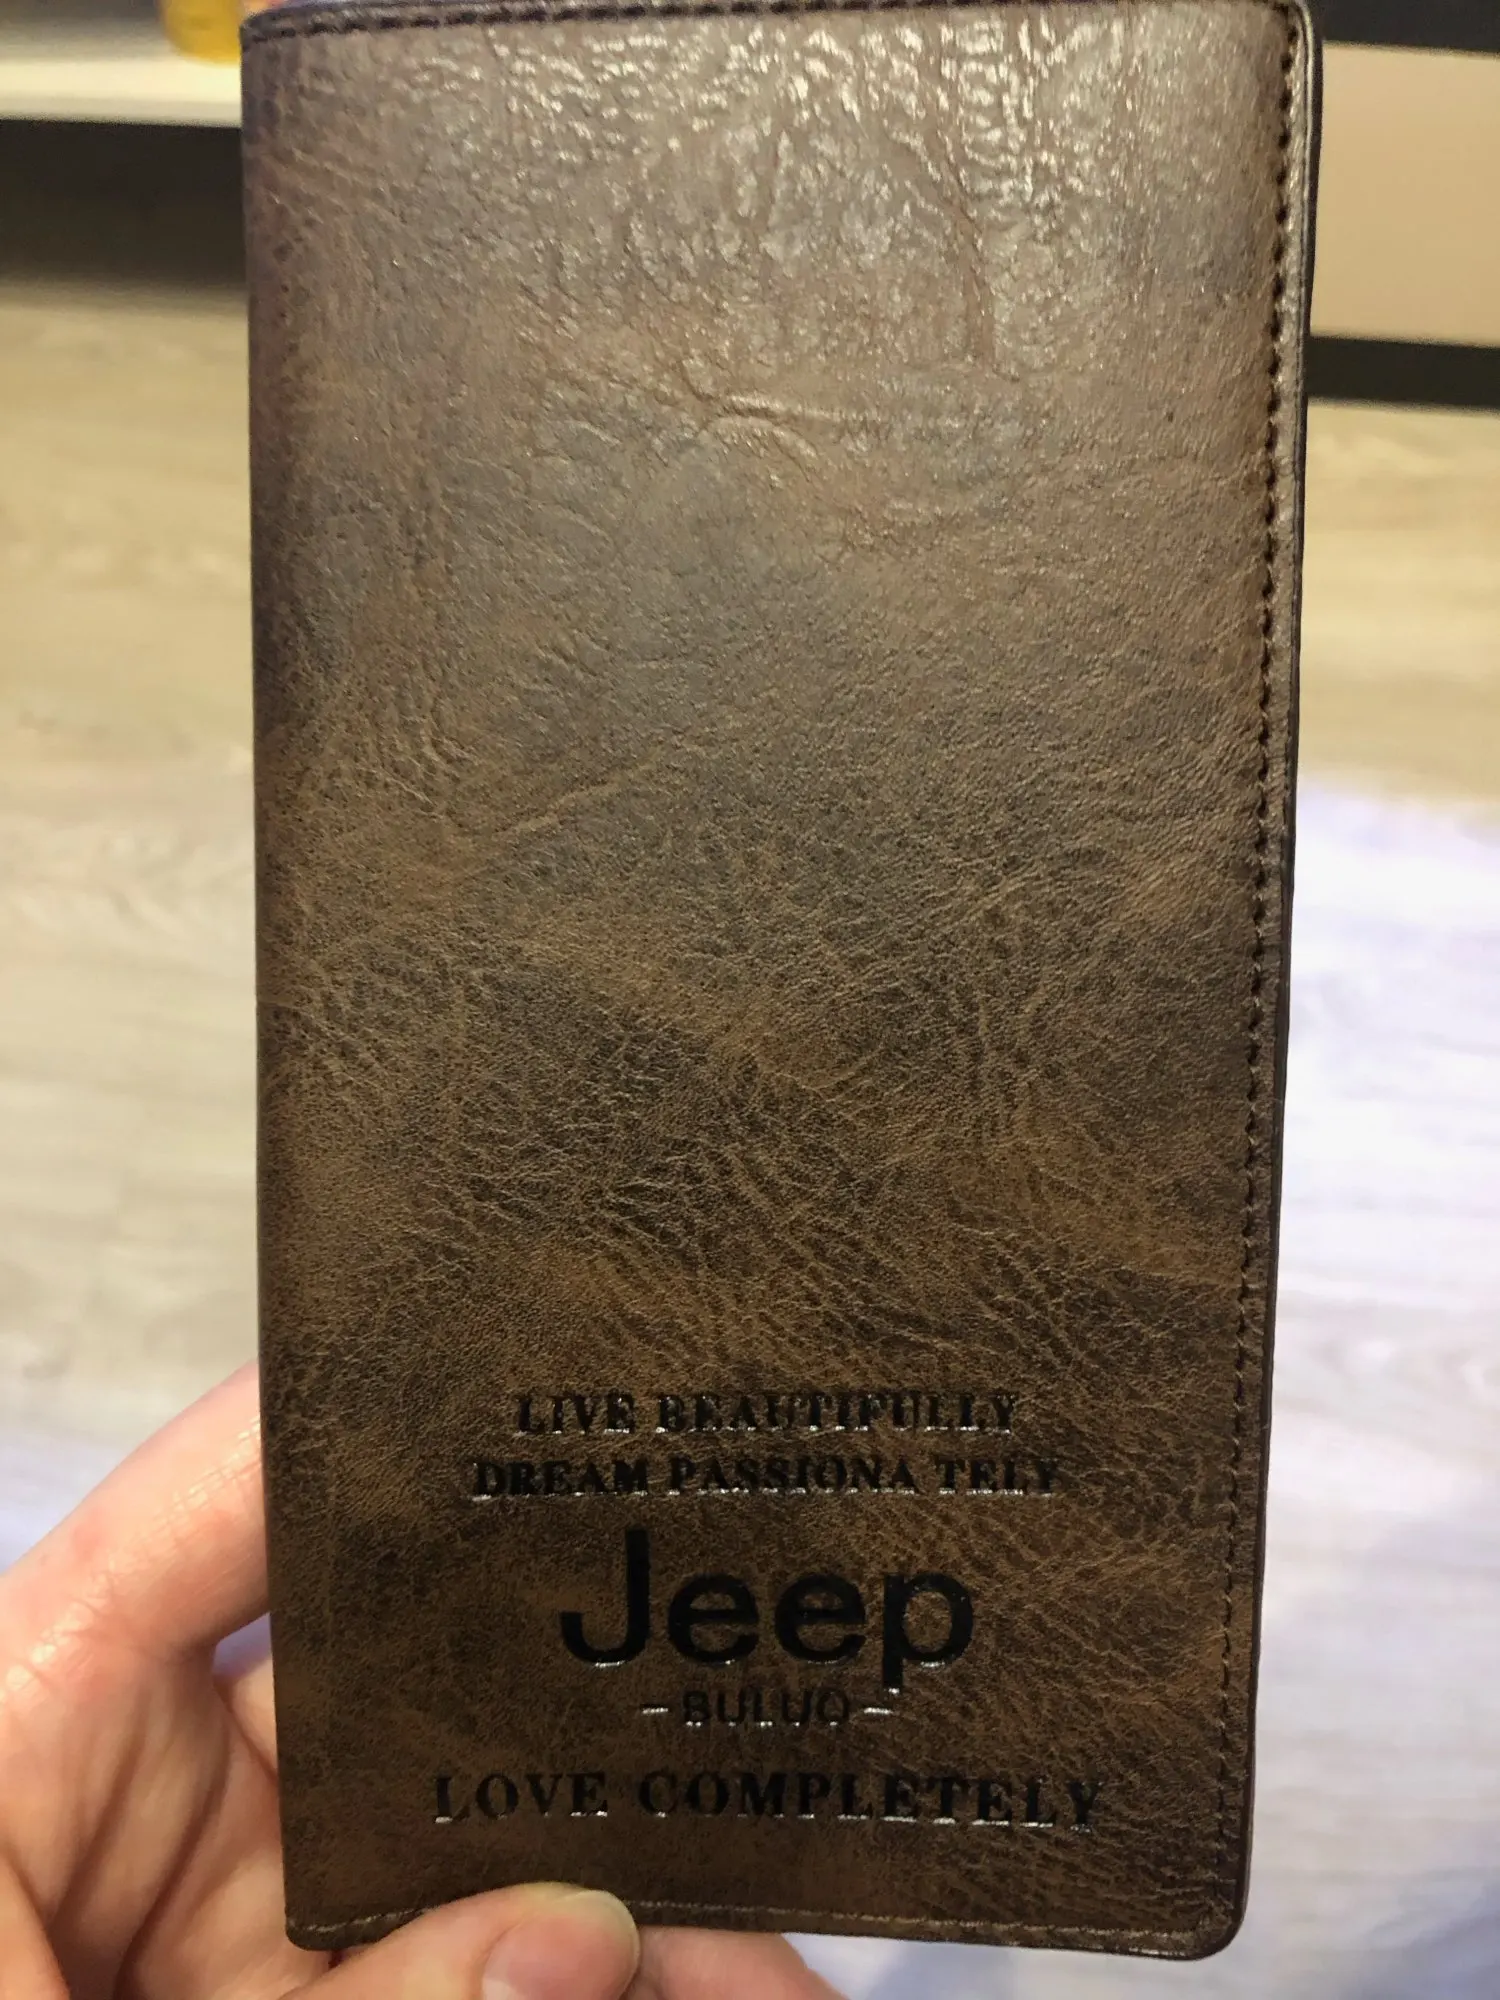 LIVE BEAUTIFULLY
DREAM PASSIONA TELY
Jeep
-BULUO-
LOVE COMPLETELY